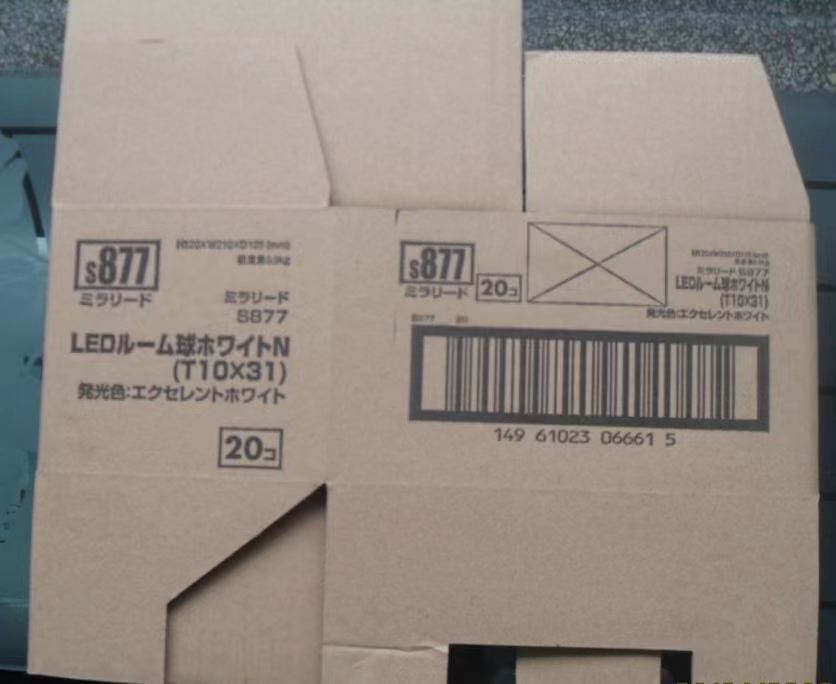 S877
ミラリード
ミラリード
S877
LEDルーム球ホワイトN
(T10X31)
発光色:エクセレントホワイト
20コ
S877
ミラリード
20コ
ミラリード S877
LEDルーム球ホワイトN
(T10X31)
発光色:エクセレントホワイト
S877 20
149 61023 06661 5